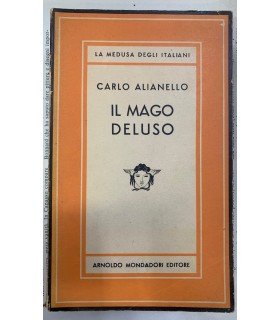 LA MEDUSA DEGLI ITALIANI
CARLO ALIANELLO
IL MAGO
DELUSO
ARNOLDO MONDADORI EDITORE